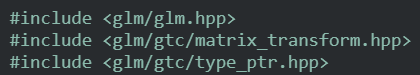 #include <glm/glm.hpp>
#include <glm/gtc/matrix_transform.hpp>
#include <glm/gtc/type_ptr.hpp>